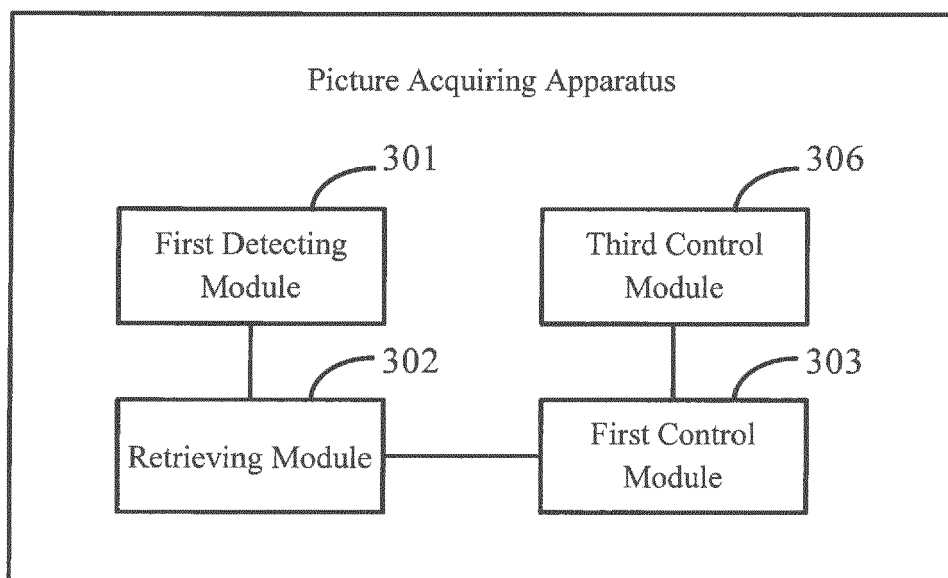 Picture Acquiring Apparatus
301
306
First Detecting
Module
Third Control
Module
302
303
Retrieving Module
First Control
Module